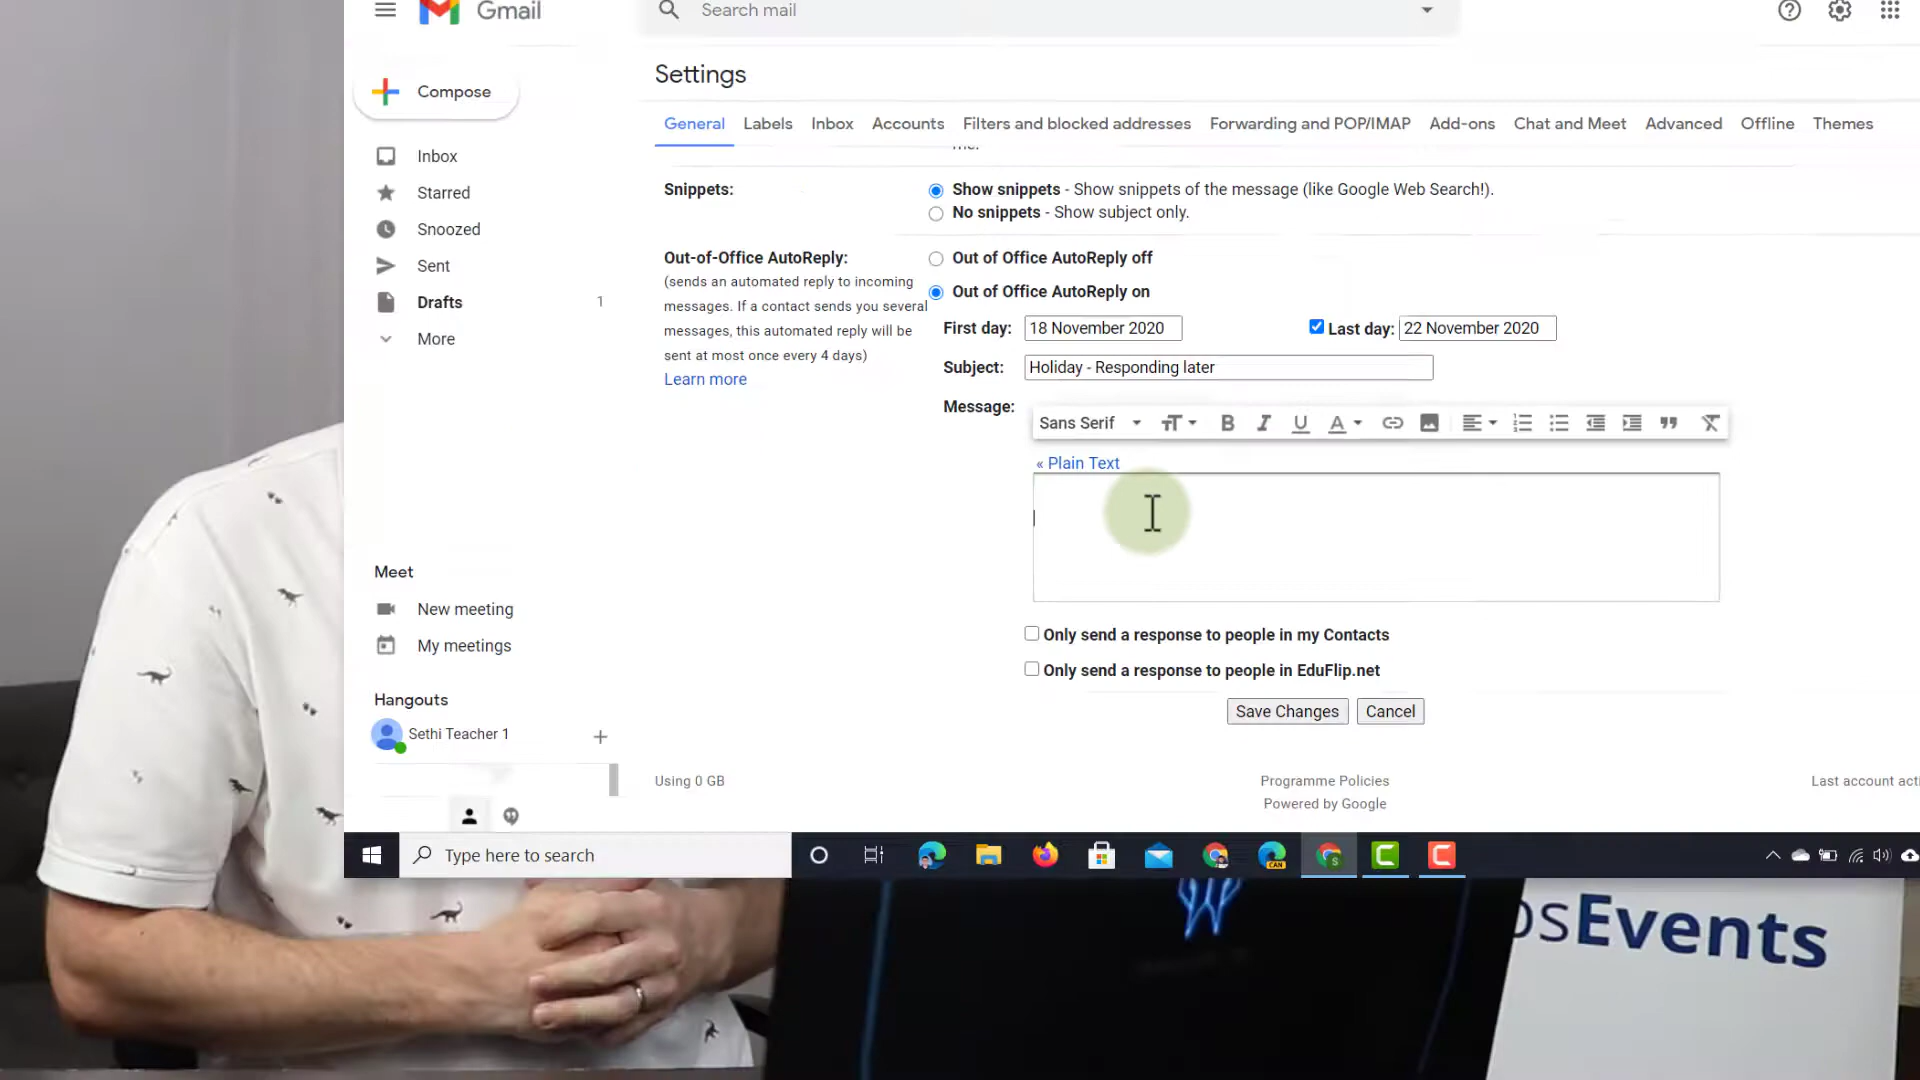 Gmail
Search mail
Compose
Inbox
Starred
Snoozed
Sent
Drafts 1
More
Meet
New meeting
My meetings
Hangouts
Sethi Teacher 1
Settings
General Labels Inbox Accounts Filters and blocked addresses Forwarding and POP/IMAP Add-ons Chat and Meet Advanced Offline Themes
me.
Snippets:
Show snippets - Show snippets of the message (like Google Web Search!).
No snippets - Show subject only.
Out-of-Office AutoReply:
(sends an automated reply to incoming
messages. If a contact sends you several
messages, this automated reply will be
sent at most once every 4 days)
Learn more
Out of Office AutoReply off
Out of Office AutoReply on
First day: 18 November 2020 Last day: 22 November 2020
Subject: Holiday - Responding later
Message:
Sans Serif
« Plain Text
Only send a response to people in my Contacts
Only send a response to people in EduFlip.net
Save Changes Cancel
Using 0 GB
Programme Policies
Powered by Google
Last account acti
Type here to search
CAN
osEvents